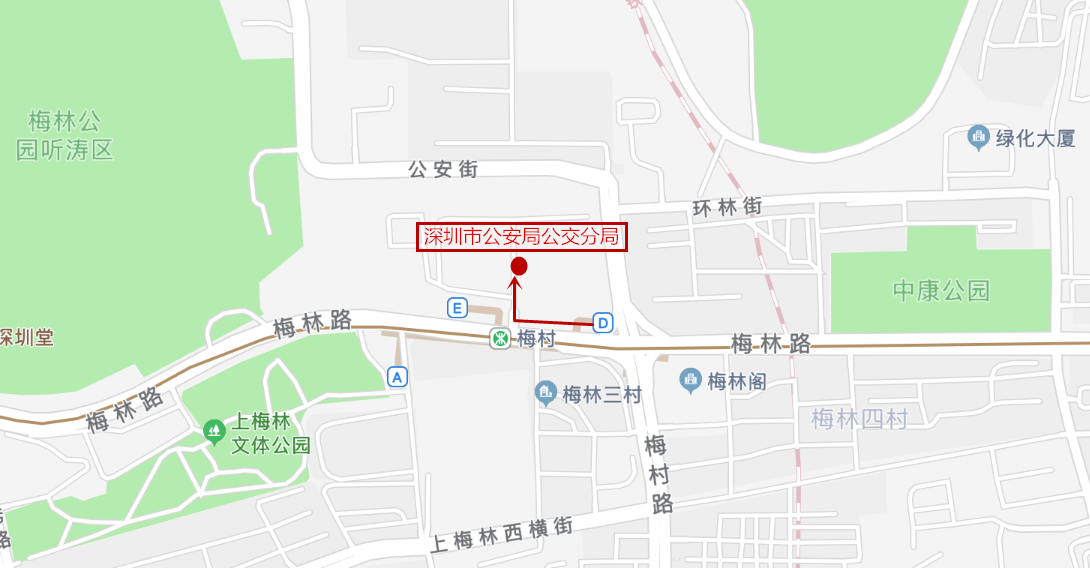 梅林公
园听涛区
绿化大厦
公安街
环林街
深圳市公安局公交分局
中康公园
E
D
梅林路
深圳堂
梅村
梅林路
A
梅林阁
梅林三村
梅林路
梅林四村
上梅林
文体公园
梅村路
上梅林西横街
路